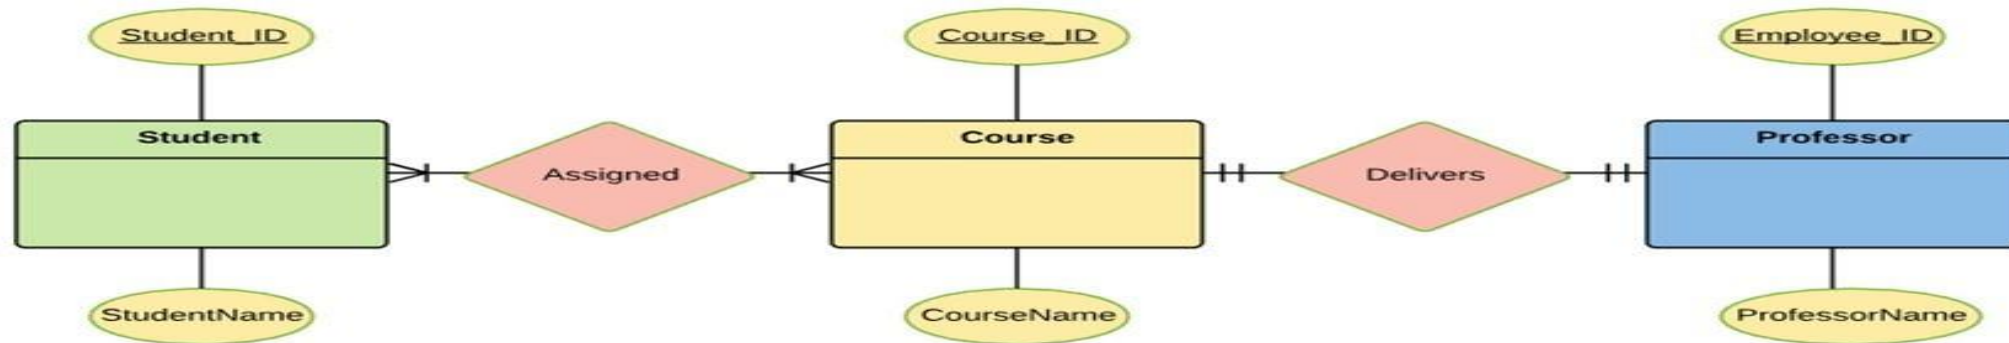 Student_ID
Course_ID
Employee_ID
Student
Course
Professor
Assigned
Delivers
StudentName
CourseName
ProfessorName